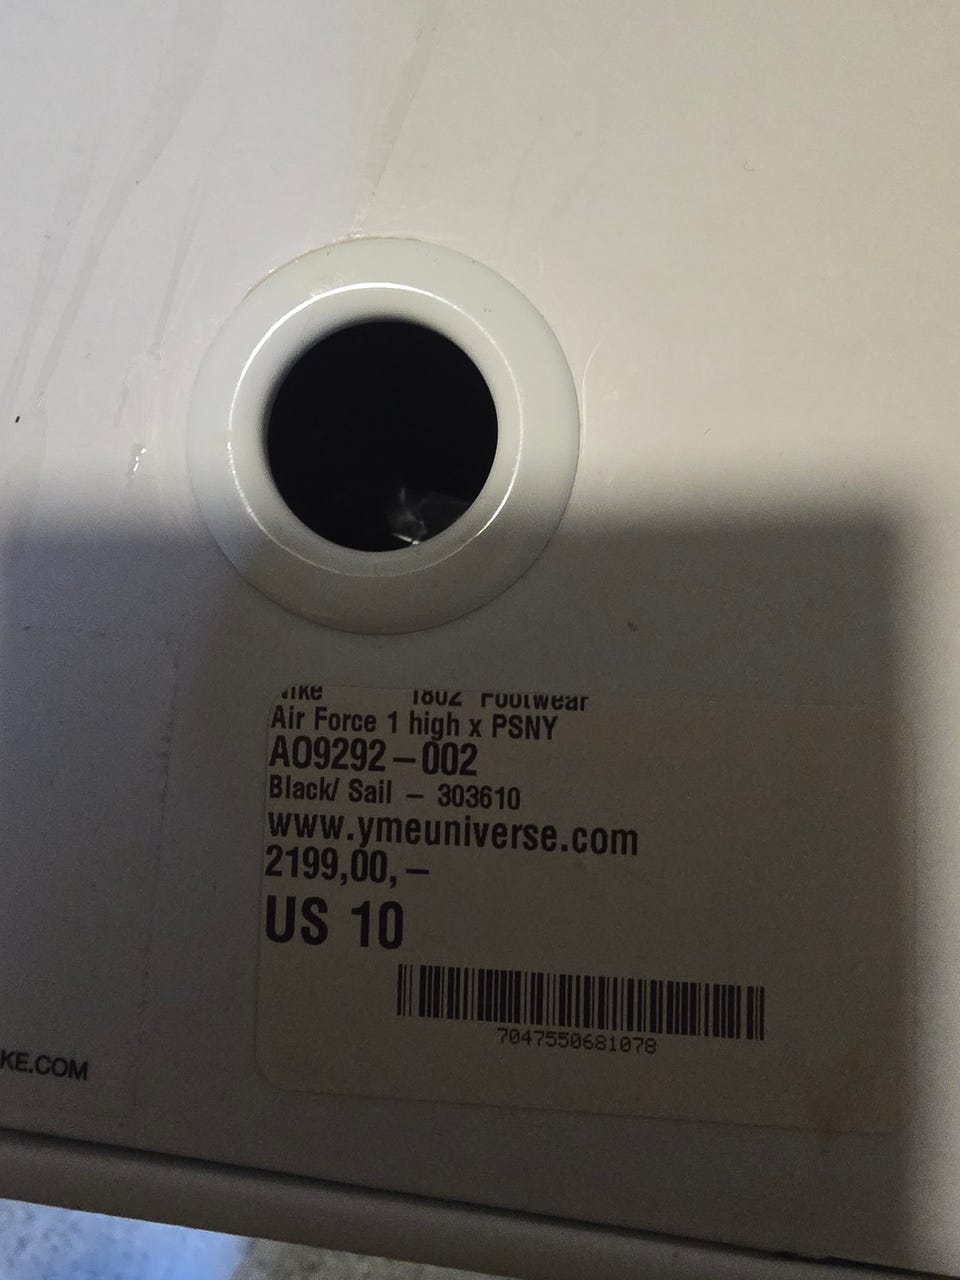 Nike 1802 Footwear
Air Force 1 high x PSNY
AO9292-002
Black/ Sail - 303610
www.ymeuniverse.com
2199,00,-
US 10
7047550681078
KE.COM